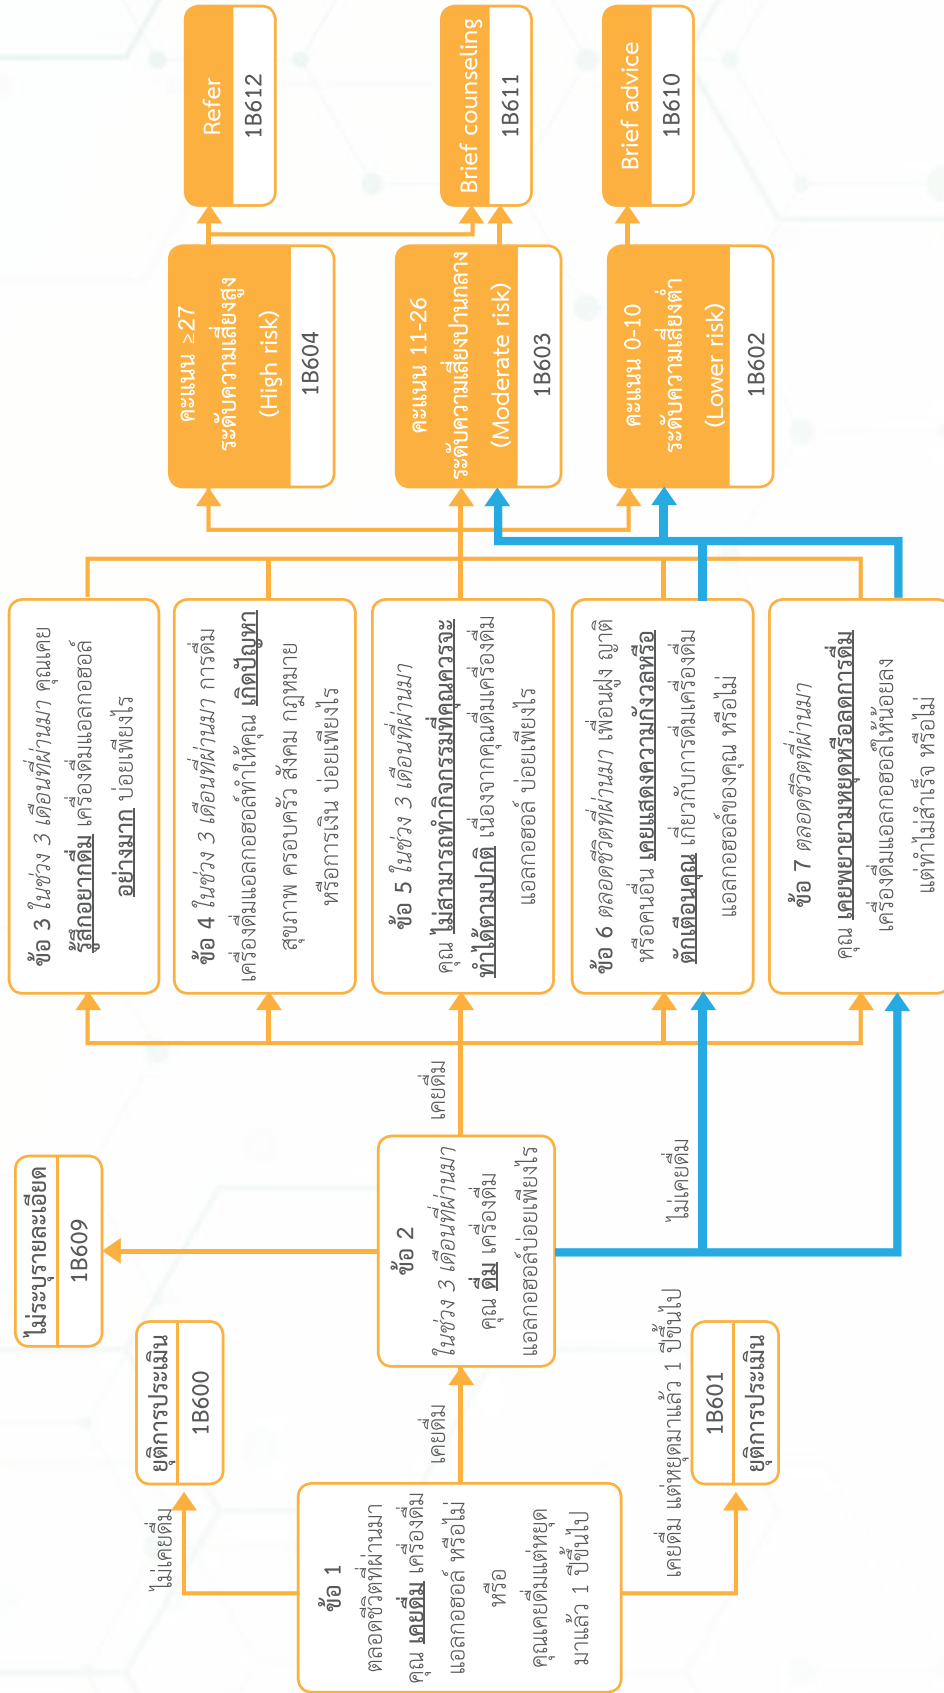 ข้อ 1
ตลอดชีวิตที่ผ่านมา
คุณ เคยดื่ม เครื่องดื่ม
แอลกอฮอล์ หรือไม่
หรือ
คุณเคยดื่มแต่หยุด
มาแล้ว 1 ปีขึ้นไป
ไม่เคยดื่ม
ยุติการประเมิน
1B600
เคยดื่ม
เคยดื่ม แต่หยุดมาแล้ว 1 ปีขึ้นไป
1B601
ยุติการประเมิน
ไม่ระบุรายละเอียด
1B609
ข้อ 2
ในช่วง 3 เดือนที่ผ่านมา
คุณ ดื่ม เครื่องดื่ม
แอลกอฮอล์บ่อยเพียงไร
เคยดื่ม
ไม่เคยดื่ม
ข้อ 3 ในช่วง 3 เดือนที่ผ่านมา คุณเคย
รู้สึกอยากดื่ม เครื่องดื่มแอลกอฮอล์
อย่างมาก บ่อยเพียงไร
ข้อ 4 ในช่วง 3 เดือนที่ผ่านมา การดื่ม
เครื่องดื่มแอลกอฮอล์ทำให้คุณ เกิดปัญหา
สุขภาพ ครอบครัว สังคม กฎหมาย
หรือการเงิน บ่อยเพียงไร
ข้อ 5 ในช่วง 3 เดือนที่ผ่านมา
คุณ ไม่สามารถทำกิจกรรมที่คุณควรจะ
ทำได้ตามปกติ เนื่องจากคุณดื่มเครื่องดื่ม
แอลกอฮอล์ บ่อยเพียงไร
ข้อ 6 ตลอดชีวิตที่ผ่านมา เพื่อนฝูง ญาติ
หรือคนอื่น เคยแสดงความกังวลหรือ
ตักเตือนคุณ เกี่ยวกับการดื่มเครื่องดื่ม
แอลกอฮอล์ของคุณ หรือไม่
ข้อ 7 ตลอดชีวิตที่ผ่านมา
คุณ เคยพยายามหยุดหรือลดการดื่ม
เครื่องดื่มแอลกอฮอล์ให้น้อยลง
แต่ทำไม่สำเร็จ หรือไม่
คะแนน ≥27
ระดับความเสี่ยงสูง
(High risk)
1B604
คะแนน 11-26
ระดับความเสี่ยงปานกลาง
(Moderate risk)
1B603
คะแนน 0-10
ระดับความเสี่ยงต่ำ
(Lower risk)
1B602
Refer
1B612
Brief counseling
1B611
Brief advice
1B610